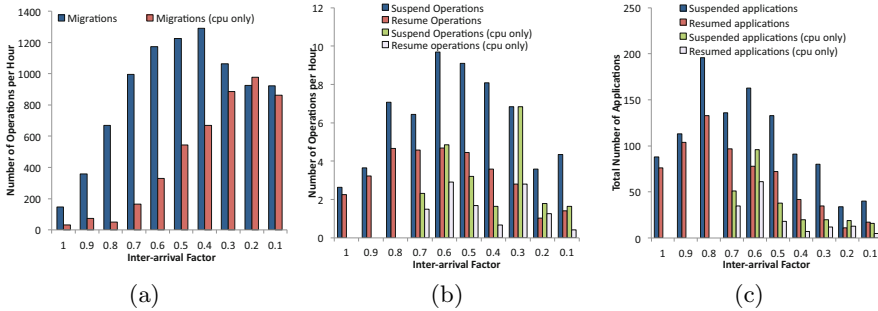 Migrations
Migrations (cpu only)
Number of Operations per Hour
1400
1200
1000
800
600
400
200
0
1 0.9 0.8 0.7 0.6 0.5 0.4 0.3 0.2 0.1
Inter-arrival Factor
(a)
Suspend Operations
Resume Operations
Suspend Operations (cpu only)
Resume operations (cpu only)
Number of Operations per Hour
12
10
8
6
4
2
0
1 0.9 0.8 0.7 0.6 0.5 0.4 0.3 0.2 0.1
Inter-arrival Factor
(b)
Suspended applications
Resumed applications
Suspended applications (cpu only)
Resumed applications (cpu only)
Total Number of Applications
250
200
150
100
50
0
1 0.9 0.8 0.7 0.6 0.5 0.4 0.3 0.2 0.1
Inter-arrival Factor
(c)